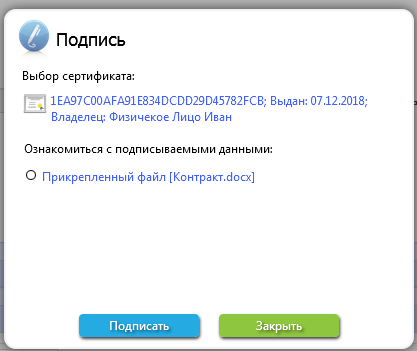 Подпись
Выбор сертификата:
1EA97C00AFA91E834DCDD29D45782FCB; Выдан: 07.12.2018;
Владелец: Физичекое Лицо Иван
Ознакомиться с подписываемыми данными:
Прикрепленный файл [Контракт.docx]
Подписать
Закрыть